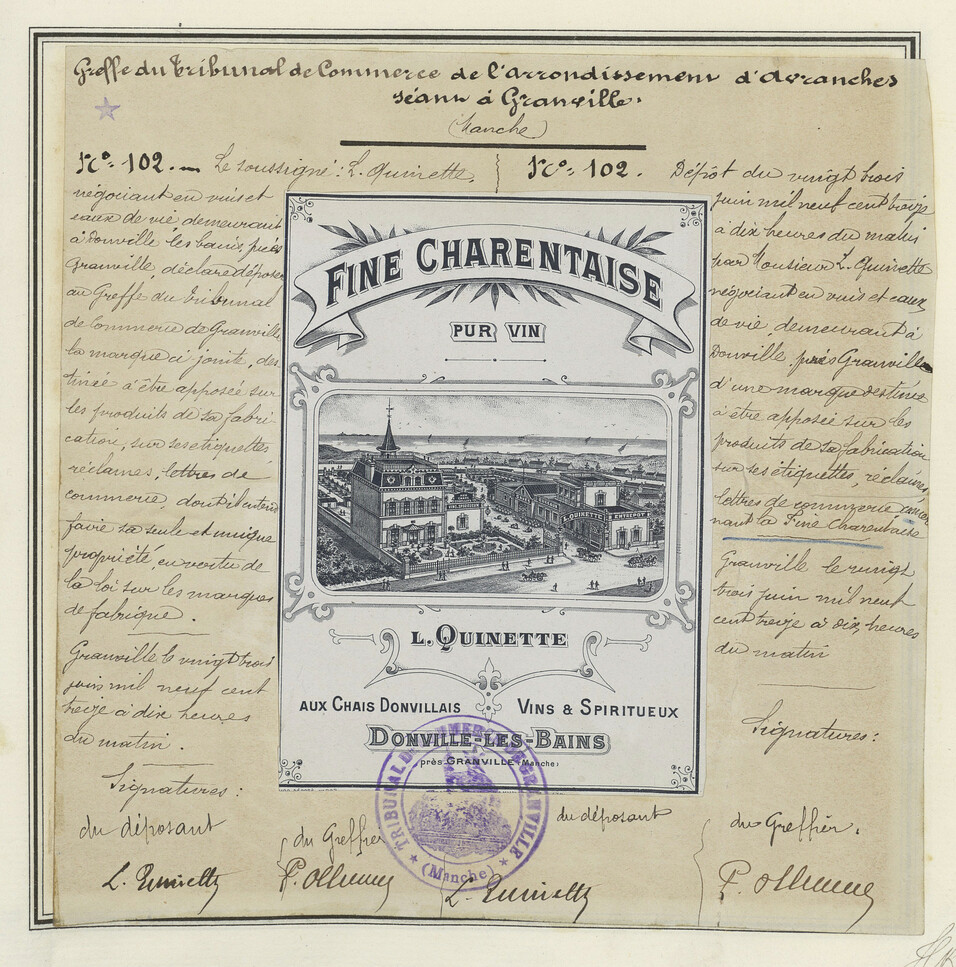 Greffe du Tribunal de Commerce de l'arrondissement d'Avranches
séant à Granville.
(Manche)
N.º 102. — Le soussigné: L. Quinette,
négociant en vins et
eaux de vie demeurant
à Donville les bains, près
Granville, déclare déposer
au Greffe du Tribunal
de Commerce de Granville
la marque ci jointe, des
tinée à être apposée sur
les produits de sa fabri
cation, sur ses étiquettes
réclames, lettres de
commerce, dont il entend
faire sa seule et unique
propriété, en vertu de
la loi sur les marques
de fabrique.
Granville le vingt trois
juin mil neuf cent
treize à dix heures
du matin.
Signatures:
du déposant
L. Quinette
du Greffier
FINE CHARENTAISE
PUR VIN
L. QUINETTE
ENTREPOT
L. QUINETTE
AUX CHAIS DONVILLAIS
VINS & SPIRITUEUX
DONVILLE-LES-BAINS
près GRANVILLE (Manche)
TRIBUNAL DE COMMERCE DE GRANVILLE
(Manche)
N.º 102. Dépôt du vingt trois
juin mil neuf cent treize
à dix heures du matin
par Monsieur L. Quinette
négociant en vins et eaux
de vie, demeurant à
Donville, près Granville
d'une marque destinée
à être apposée sur les
produits de sa fabrication
sur ses étiquettes, réclames,
lettres de commerce concer
nant la Fine Charentaise
Granville le vingt
trois juin mil neuf
cent treize à dix heures
du matin
Signatures:
du déposant
L. Quinette
du Greffier.